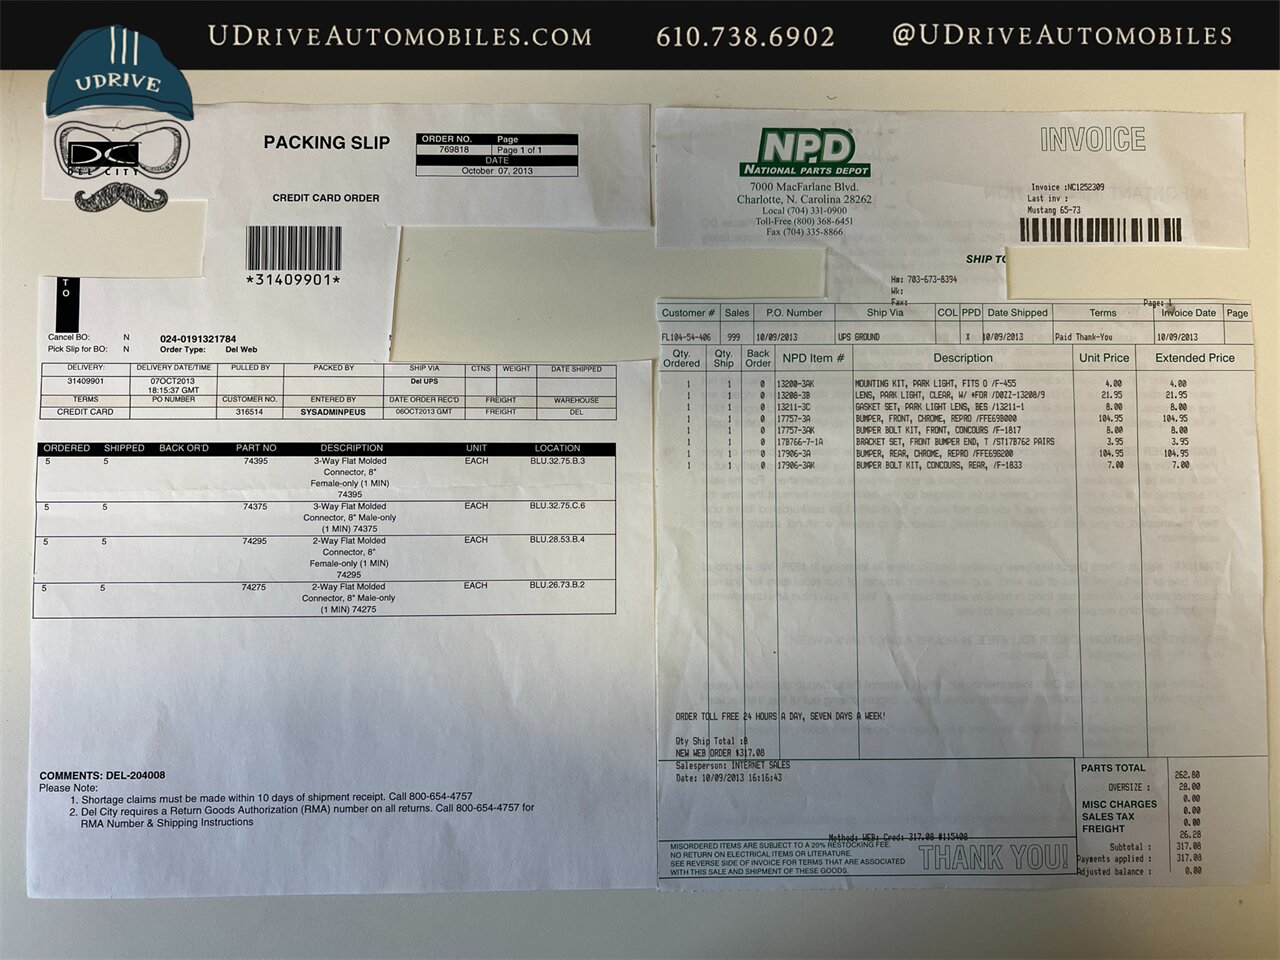 UDriveAutomobiles.com 610.738.6902 @UDriveAutomobiles
UDRIVE
DEL CITY
PACKING SLIP
ORDER NO. Page
769818 Page 1 of 1
DATE
October 07, 2013
CREDIT CARD ORDER
*31409901*
TO
Cancel BO: N 024-0191321784
Pick Slip for BO: N Order Type: Del Web
DELIVERY: DELIVERY DATE/TIME PULLED BY PACKED BY SHIP VIA CTNS WEIGHT DATE SHIPPED
31409901 07OCT2013 Del UPS
18:15:37 GMT
TERMS PO NUMBER CUSTOMER NO. ENTERED BY DATE ORDER REC'D FREIGHT WAREHOUSE
CREDIT CARD 316514 SYSADMINPEUS 06OCT2013 GMT FREIGHT DEL
ORDERED SHIPPED BACK OR'D PART NO DESCRIPTION UNIT LOCATION
5 5 74395 3-Way Flat Molded EACH BLU.32.75.B.3
Connector, 8"
Female-only (1 MIN)
74395
5 5 74375 3-Way Flat Molded EACH BLU.32.75.C.6
Connector, 8" Male-only
(1 MIN) 74375
5 5 74295 2-Way Flat Molded EACH BLU.28.53.B.4
Connector, 8"
Female-only (1 MIN)
74295
5 5 74275 2-Way Flat Molded EACH BLU.26.73.B.2
Connector, 8" Male-only
(1 MIN) 74275
COMMENTS: DEL-204008
Please Note:
1. Shortage claims must be made within 10 days of shipment receipt. Call 800-654-4757
2. Del City requires a Return Goods Authorization (RMA) number on all returns. Call 800-654-4757 for
RMA Number & Shipping Instructions
NPD
NATIONAL PARTS DEPOT
7000 MacFarlane Blvd.
Charlotte, N. Carolina 28262
Local (704) 331-0900
Toll-Free (800) 368-6451
Fax (704) 335-8866
INVOICE
Invoice :NC1252309
Last inv :
Mustang 65-73
SHIP TO
Hm: 703-673-8394
Wk:
Fax:
Page: 1
Customer # Sales P.O. Number Ship Via COL PPD Date Shipped Terms Invoice Date Page
FL104-54-406 999 10/09/2013 UPS GROUND X 10/09/2013 Paid Thank-You 10/09/2013
Qty. Ordered Qty. Ship Back Order NPD Item # Description Unit Price Extended Price
1 1 0 13200-3AK MOUNTING KIT, PARK LIGHT, FITS O /F-455 4.00 4.00
1 1 0 13208-3B LENS, PARK LIGHT, CLEAR, W/ *FOR /D0ZZ-13208/9 21.95 21.95
1 1 0 13211-3C GASKET SET, PARK LIGHT LENS, BES /13211-1 8.00 8.00
1 1 0 17757-3A BUMPER, FRONT, CHROME, REPRO /FFE69B000 104.95 104.95
1 1 0 17757-3AK BUMPER BOLT KIT, FRONT, CONCOURS /F-1817 8.00 8.00
1 1 0 17B766-7-1A BRACKET SET, FRONT BUMPER END, T /ST17B762 PAIRS 3.95 3.95
1 1 0 17906-3A BUMPER, REAR, CHROME, REPRO /FFE69B200 104.95 104.95
1 1 0 17906-3AK BUMPER BOLT KIT, CONCOURS, REAR, /F-1833 7.00 7.00
ORDER TOLL FREE 24 HOURS A DAY, SEVEN DAYS A WEEK!
Qty Ship Total :8
NEW WEB ORDER $317.08
Salesperson: INTERNET SALES
Date: 10/09/2013 16:16:43
Method: WEB: Cred: 317.08 #115408
MISORDERED ITEMS ARE SUBJECT TO A 20% RESTOCKING FEE.
NO RETURN ON ELECTRICAL ITEMS OR LITERATURE.
SEE REVERSE SIDE OF INVOICE FOR TERMS THAT ARE ASSOCIATED
WITH THIS SALE AND SHIPMENT OF THESE GOODS.
THANK YOU!
PARTS TOTAL 262.80
OVERSIZE : 28.00
MISC CHARGES 0.00
SALES TAX 0.00
0.00
FREIGHT 26.28
Subtotal : 317.08
Payments applied : 317.08
Adjusted balance : 0.00